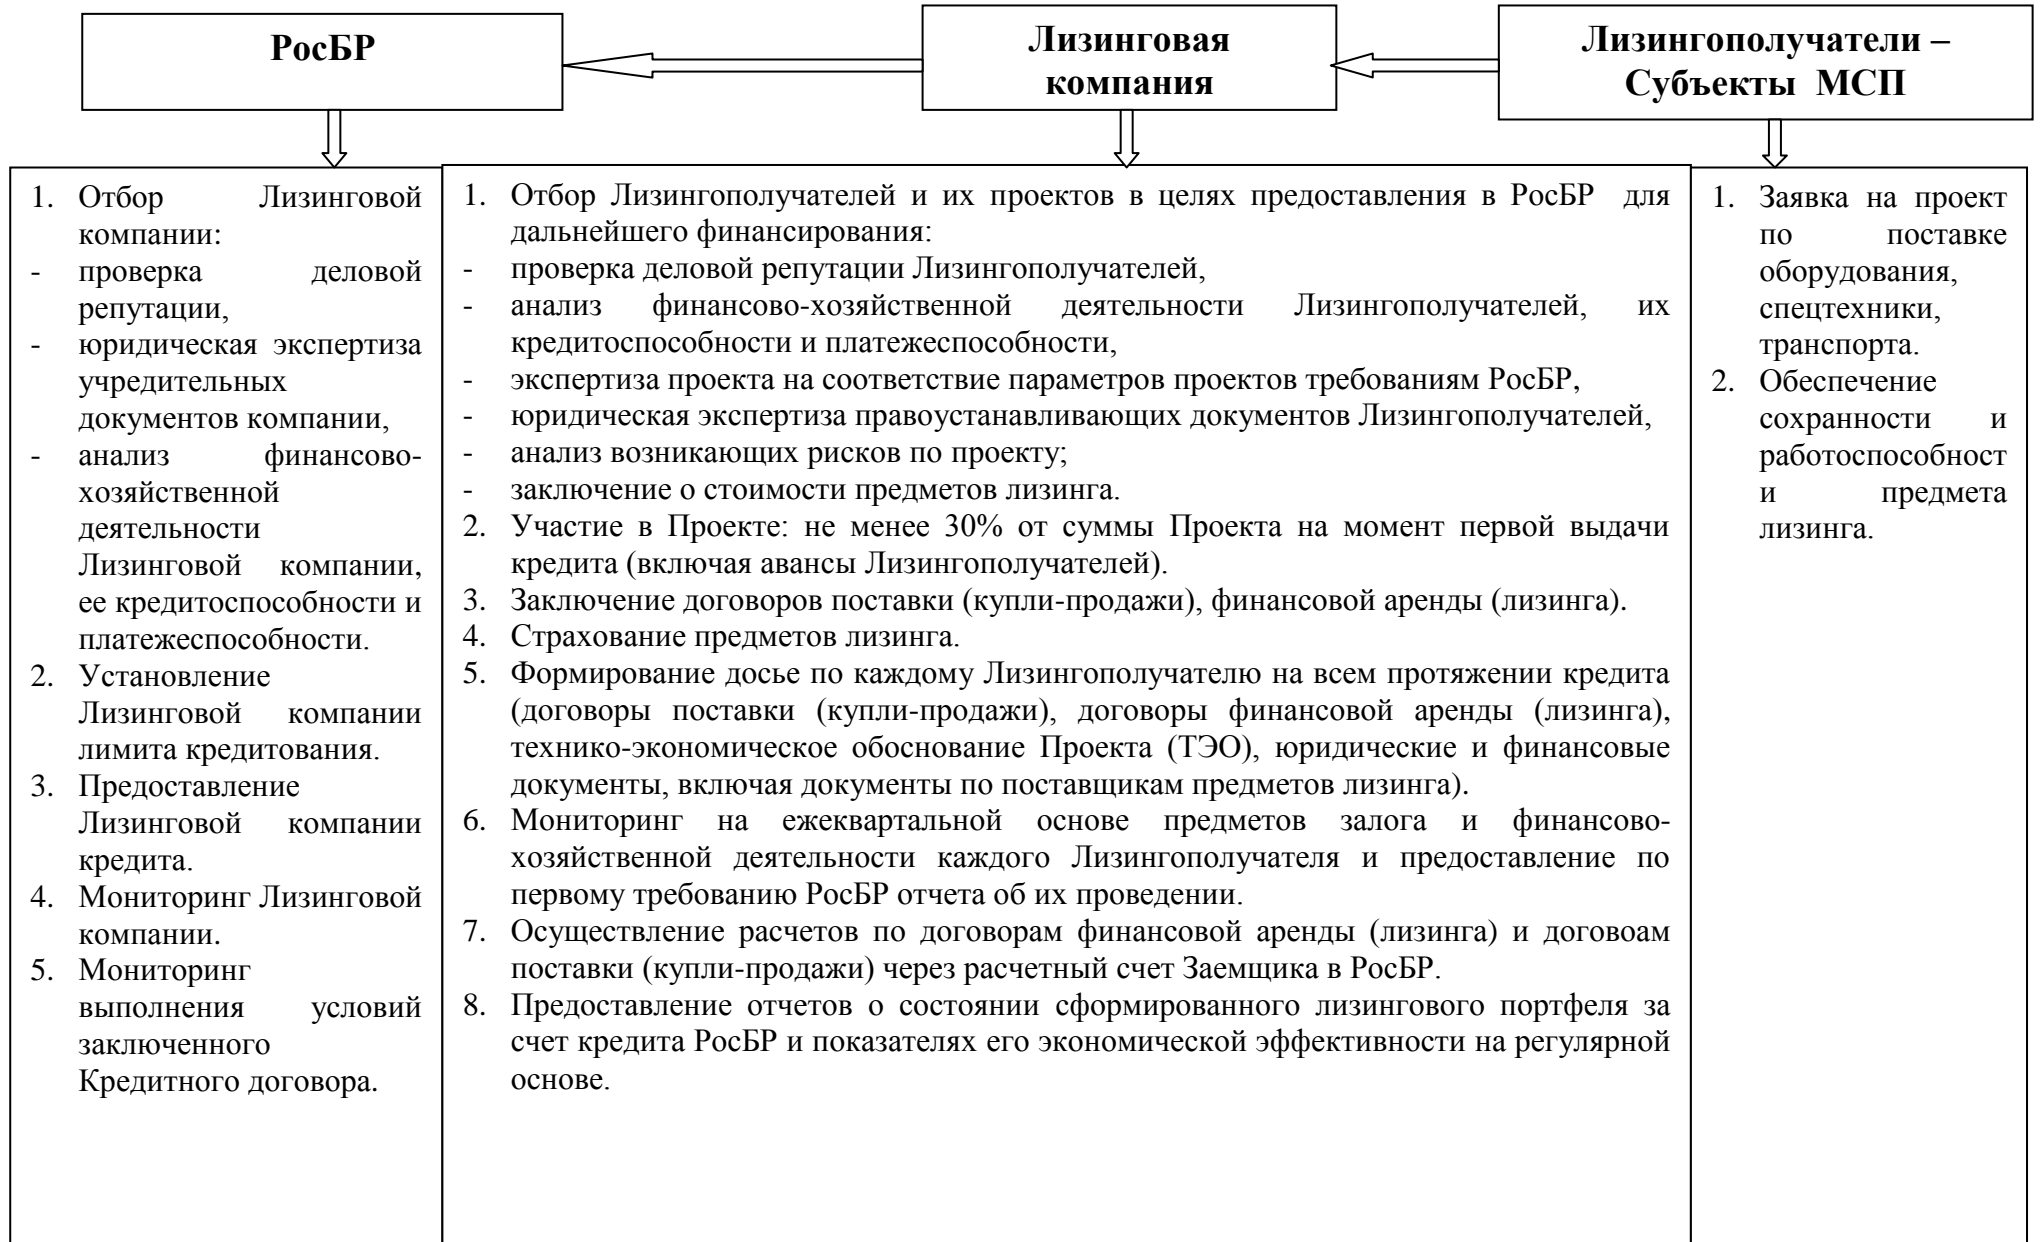 РосБР
Лизинговая
компания
Лизингополучатели –
Субъекты МСП
1. Отбор Лизинговой
компании:
- проверка деловой
репутации,
- юридическая экспертиза
учредительных
документов компании,
- анализ финансово-
хозяйственной
деятельности
Лизинговой компании,
ее кредитоспособности и
платежеспособности.
2. Установление
Лизинговой компании
лимита кредитования.
3. Предоставление
Лизинговой компании
кредита.
4. Мониторинг Лизинговой
компании.
5. Мониторинг
выполнения условий
заключенного
Кредитного договора.
1. Отбор Лизингополучателей и их проектов в целях предоставления в РосБР для
дальнейшего финансирования:
- проверка деловой репутации Лизингополучателей,
- анализ финансово-хозяйственной деятельности Лизингополучателей, их
кредитоспособности и платежеспособности,
- экспертиза проекта на соответствие параметров проектов требованиям РосБР,
- юридическая экспертиза правоустанавливающих документов Лизингополучателей,
- анализ возникающих рисков по проекту;
- заключение о стоимости предметов лизинга.
2. Участие в Проекте: не менее 30% от суммы Проекта на момент первой выдачи
кредита (включая авансы Лизингополучателей).
3. Заключение договоров поставки (купли-продажи), финансовой аренды (лизинга).
4. Страхование предметов лизинга.
5. Формирование досье по каждому Лизингополучателю на всем протяжении кредита
(договоры поставки (купли-продажи), договоры финансовой аренды (лизинга),
технико-экономическое обоснование Проекта (ТЭО), юридические и финансовые
документы, включая документы по поставщикам предметов лизинга).
6. Мониторинг на ежеквартальной основе предметов залога и финансово-
хозяйственной деятельности каждого Лизингополучателя и предоставление по
первому требованию РосБР отчета об их проведении.
7. Осуществление расчетов по договорам финансовой аренды (лизинга) и договоам
поставки (купли-продажи) через расчетный счет Заемщика в РосБР.
8. Предоставление отчетов о состоянии сформированного лизингового портфеля за
счет кредита РосБР и показателях его экономической эффективности на регулярной
основе.
1. Заявка на проект
по поставке
оборудования,
спецтехники,
транспорта.
2. Обеспечение
сохранности и
работоспособност
и предмета
лизинга.